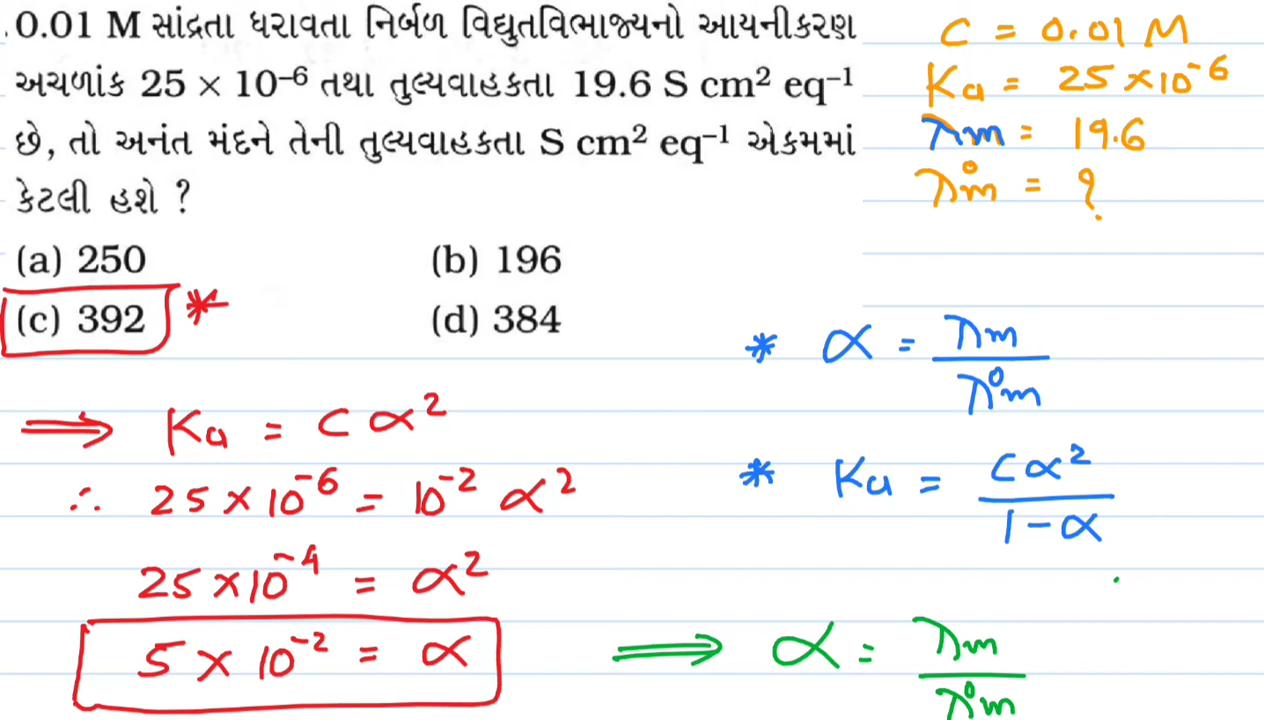 .0.01 M સાંદ્રતા ધરાવતા નિર્બળ વિદ્યુતવિભાજ્યનો આયનીકરણ
અચળાંક 25 × 10⁻⁶ તથા તુલ્યવાહકતા 19.6 S cm² eq⁻¹
છે, તો અનંત મંદને તેની તુલ્યવાહકતા S cm² eq⁻¹ એકમમાં
કેટલી હશે ?
(a) 250 (b) 196
(c) 392 * (d) 384
C = 0.01 M
Ka = 25 × 10⁻⁶
λm = 19.6
λ°m = ?
* α = λm / λ°m
* Ka = Cα² / 1 - α
⟹ Ka = C α²
∴ 25 × 10⁻⁶ = 10⁻² α²
25 × 10⁻⁴ = α²
5 × 10⁻² = α
⟹ α = λm / λ°m